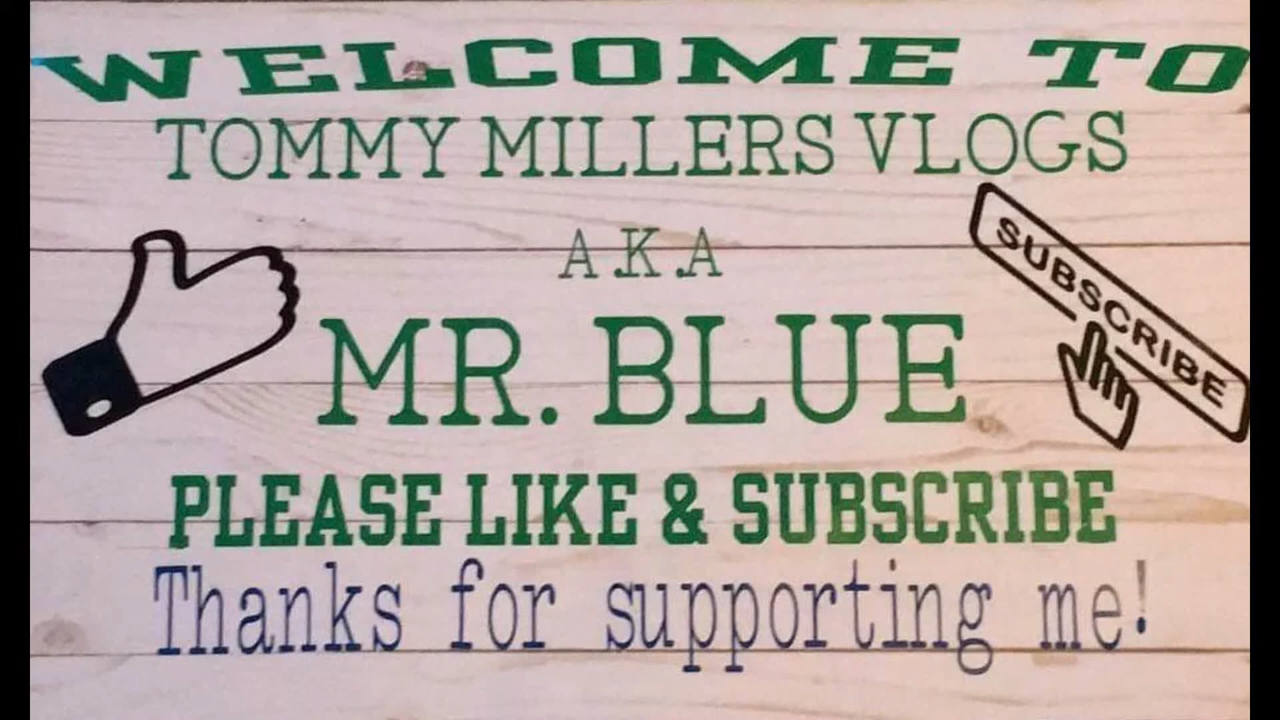 WELCOME TO
TOMMY MILLERS VLOGS
A.K.A
SUBSCRIBE
MR. BLUE
PLEASE LIKE & SUBSCRIBE
Thanks for supporting me!